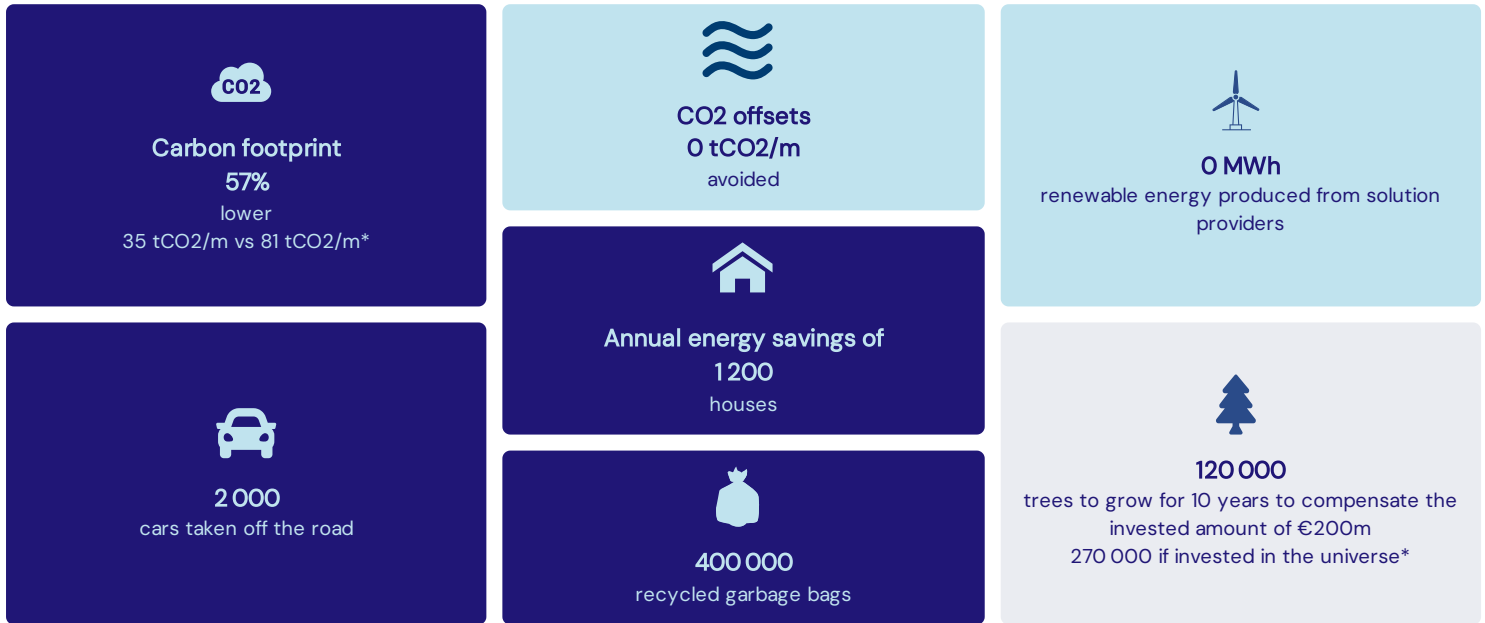 CO2
Carbon footprint
57%
lower
35 tCO2/m vs 81 tCO2/m*
CO2 offsets
0 tCO2/m
avoided
0 MWh
renewable energy produced from solution
providers
Annual energy savings of
1 200
houses
2 000
cars taken off the road
400 000
recycled garbage bags
120 000
trees to grow for 10 years to compensate the
invested amount of €200m
270 000 if invested in the universe*